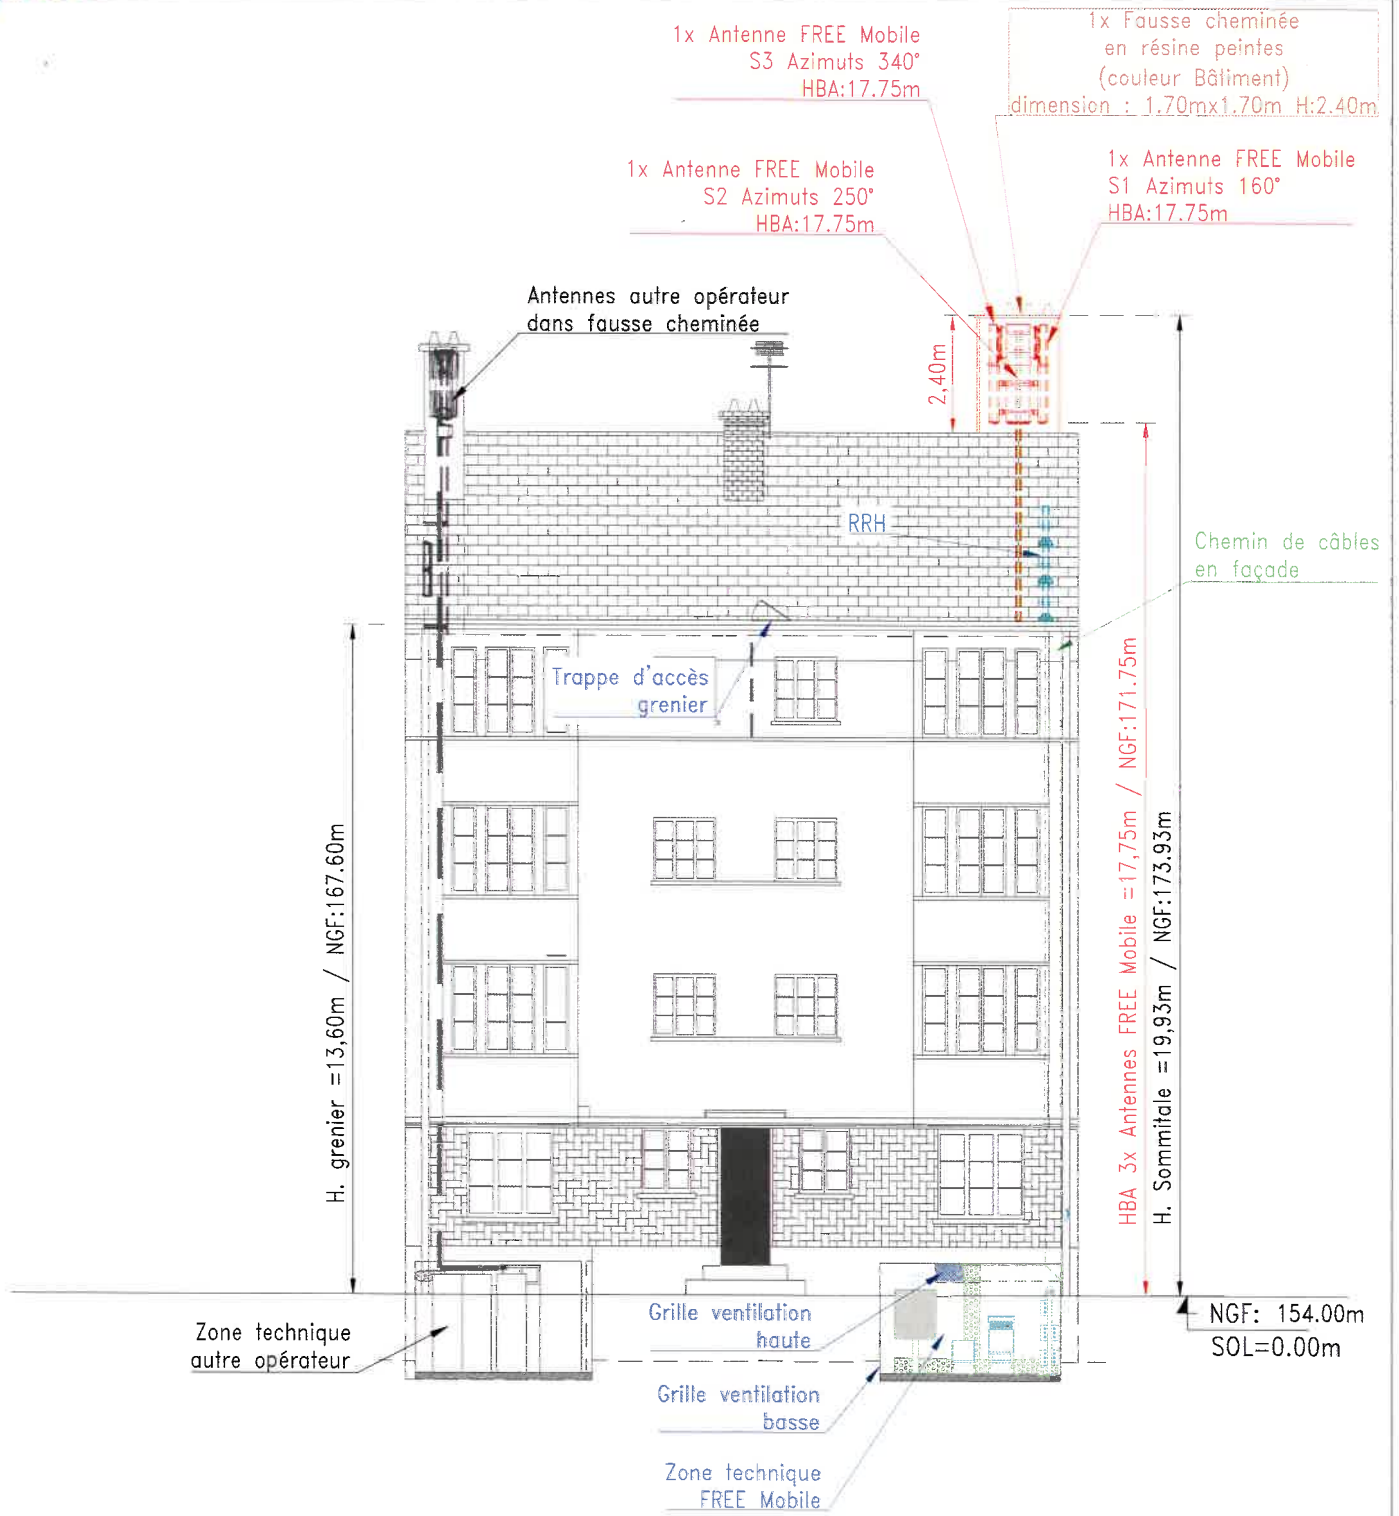 1x Antenne FREE Mobile
S3 Azimuts 340°
HBA:17.75m
1x Fausse cheminée
en résine peintes
(couleur Bâtiment)
dimension : 1.70mx1.70m H:2.40m
1x Antenne FREE Mobile
S2 Azimuts 250°
HBA:17.75m
1x Antenne FREE Mobile
S1 Azimuts 160°
HBA:17.75m
Antennes autre opérateur
dans fausse cheminée
2,40m
RRH
Chemin de câbles
en façade
Trappe d'accès
grenier
H. grenier =13,60m / NGF:167.60m
HBA 3x Antennes FREE Mobile =17,75m / NGF:171.75m
H. Sommitale =19,93m / NGF:173.93m
NGF: 154.00m
SOL=0.00m
Zone technique
autre opérateur
Grille ventilation
haute
Grille ventilation
basse
Zone technique
FREE Mobile